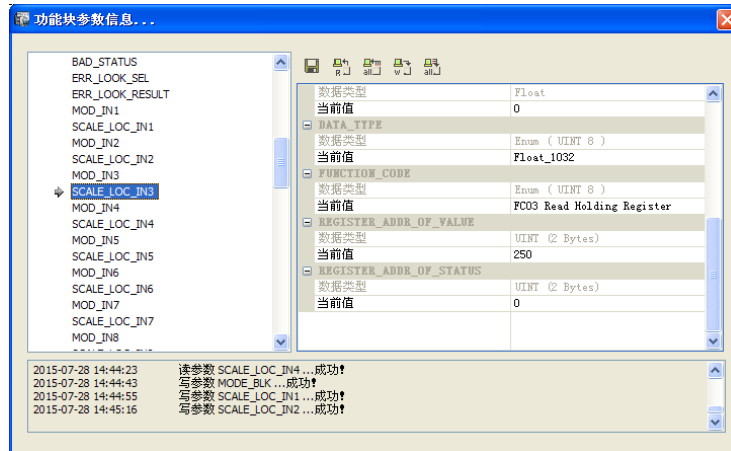 功能块参数信息...
BAD_STATUS
ERR_LOOK_SEL
ERR_LOOK_RESULT
MOD_IN1
SCALE_LOC_IN1
MOD_IN2
SCALE_LOC_IN2
MOD_IN3
SCALE_LOC_IN3
MOD_IN4
SCALE_LOC_IN4
MOD_IN5
SCALE_LOC_IN5
MOD_IN6
SCALE_LOC_IN6
MOD_IN7
SCALE_LOC_IN7
MOD_IN8
R all w all
数据类型 Float
当前值 0
DATA_TYPE
数据类型 Enum ( UINT 8 )
当前值 Float_1032
FUNCTION_CODE
数据类型 Enum ( UINT 8 )
当前值 FC03 Read Holding Register
REGISTER_ADDR_OF_VALUE
数据类型 UINT (2 Bytes)
当前值 250
REGISTER_ADDR_OF_STATUS
数据类型 UINT (2 Bytes)
当前值 0
2015-07-28 14:44:23 读参数 SCALE_LOC_IN4 ...成功!
2015-07-28 14:44:43 写参数 MODE_BLK ...成功!
2015-07-28 14:44:55 写参数 SCALE_LOC_IN1 ...成功!
2015-07-28 14:45:16 写参数 SCALE_LOC_IN2 ...成功!